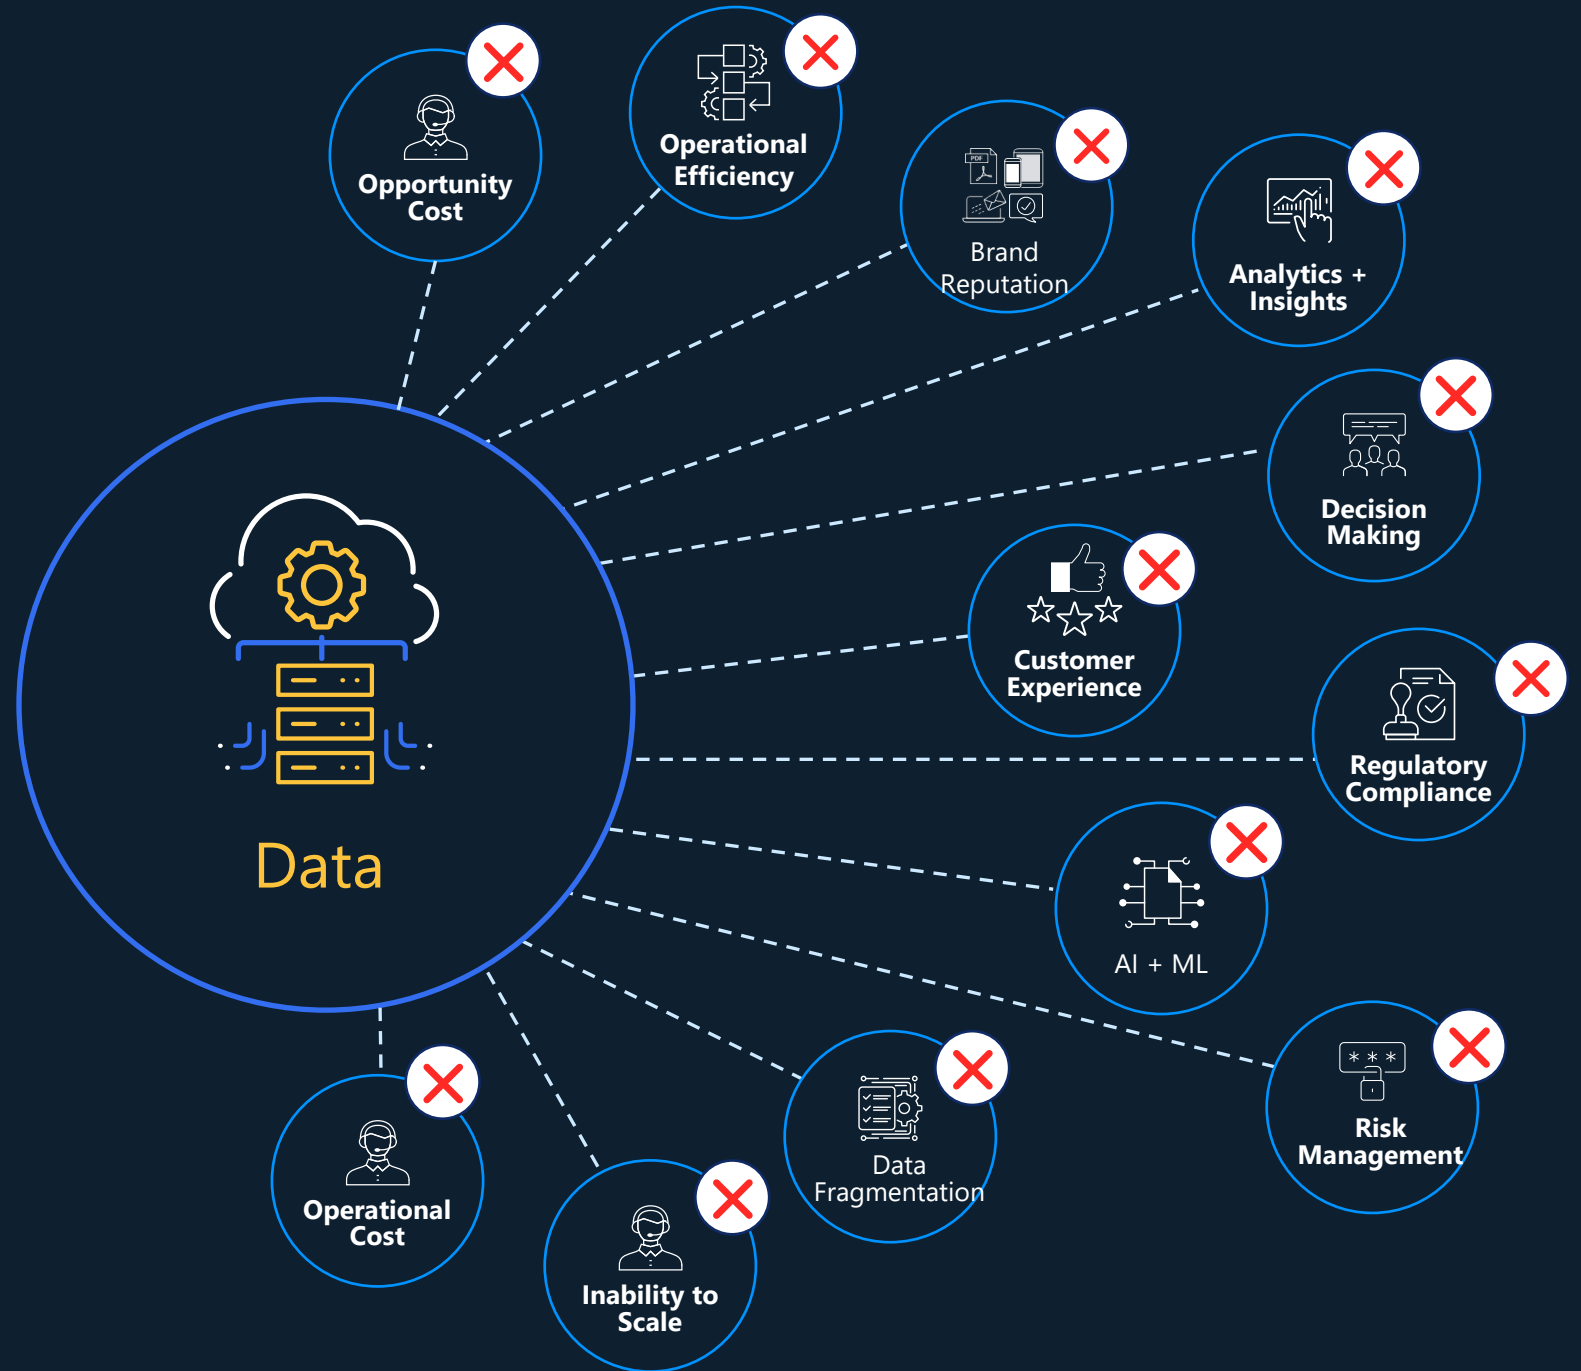 Opportunity
Cost
Operational
Efficiency
PDF
Brand
Reputation
Analytics +
Insights
Decision
Making
Customer
Experience
Regulatory
Compliance
Data
AI + ML
Risk
Management
Data
Fragmentation
Operational
Cost
Inability to
Scale